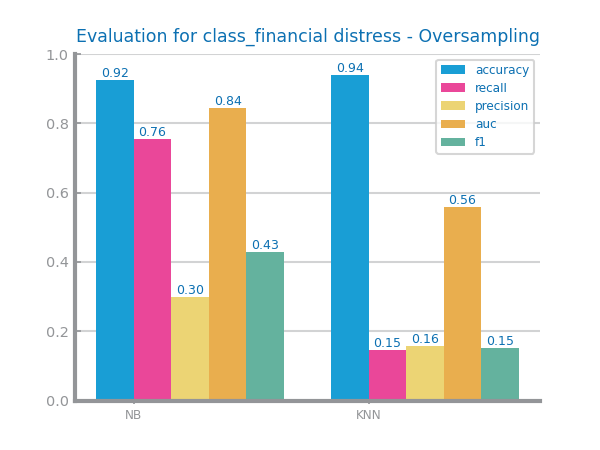 Evaluation for class_financial distress - Oversampling
1.0
0.8
0.6
0.4
0.2
0.0
0.92
0.76
0.30
0.84
0.43
0.94
0.15
0.16
0.56
0.15
accuracy
recall
precision
auc
f1
NB
KNN